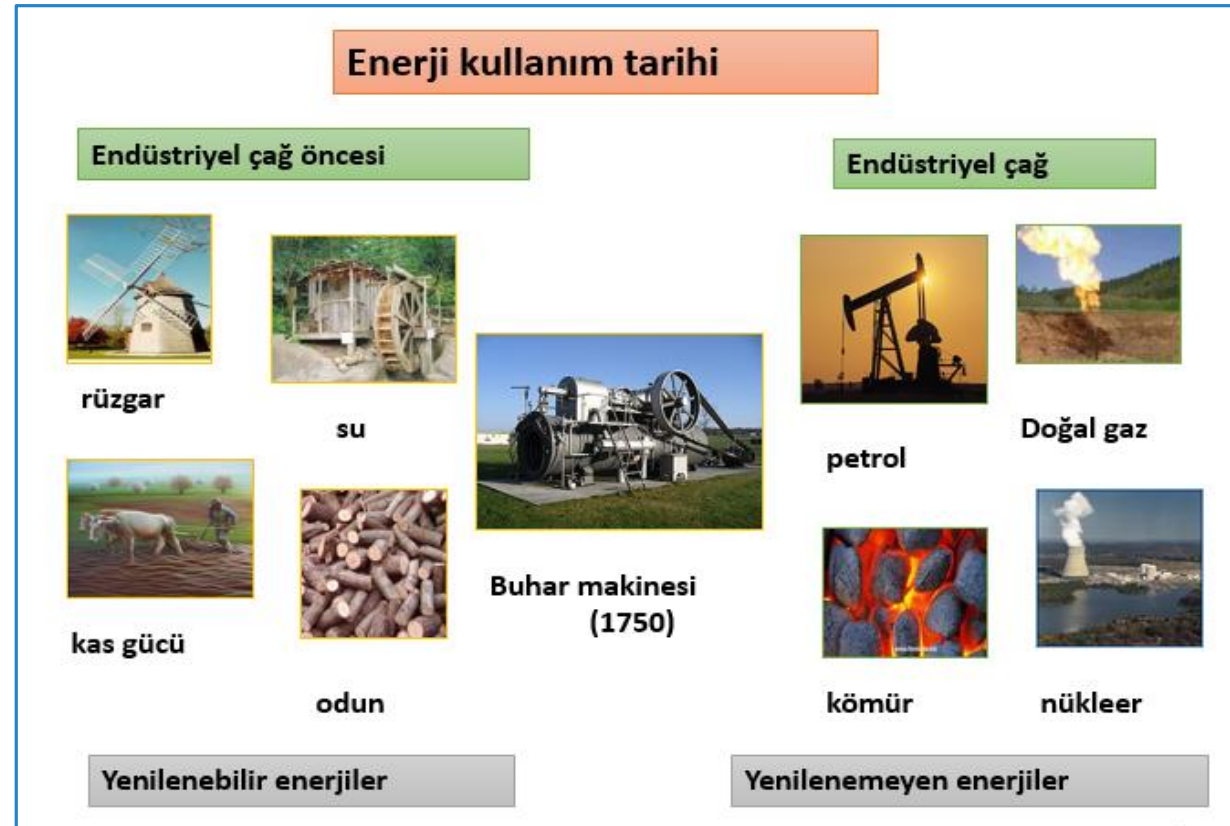 Enerji kullanım tarihi
Endüstriyel çağ öncesi
Endüstriyel çağ
rüzgar
su
kas gücü
odun
Buhar makinesi
(1750)
petrol
Doğal gaz
kömür
nükleer
Yenilenebilir enerjiler
Yenilenemeyen enerjiler